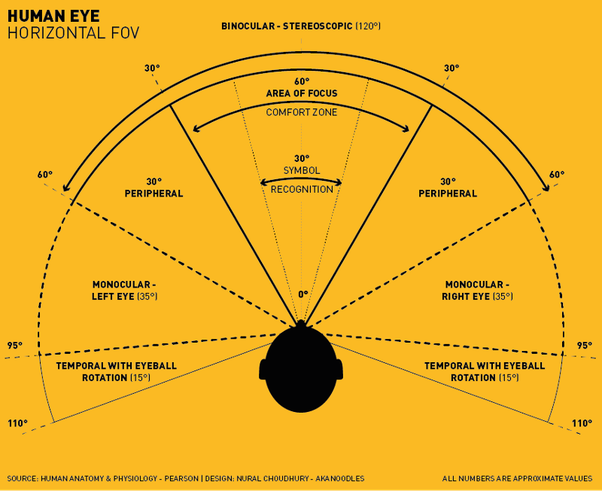 HUMAN EYE
HORIZONTAL FOV
BINOCULAR - STEREOSCOPIC (120°)
30°
30°
60°
AREA OF FOCUS
COMFORT ZONE
60°
60°
30°
SYMBOL
RECOGNITION
30°
PERIPHERAL
30°
PERIPHERAL
0°
MONOCULAR -
LEFT EYE (35°)
MONOCULAR -
RIGHT EYE (35°)
95°
95°
TEMPORAL WITH EYEBALL
ROTATION (15°)
TEMPORAL WITH EYEBALL
ROTATION (15°)
110°
110°
SOURCE: HUMAN ANATOMY & PHYSIOLOGY - PEARSON | DESIGN: NURAL CHOUDHURY - AKANOODLES
ALL NUMBERS ARE APPROXIMATE VALUES